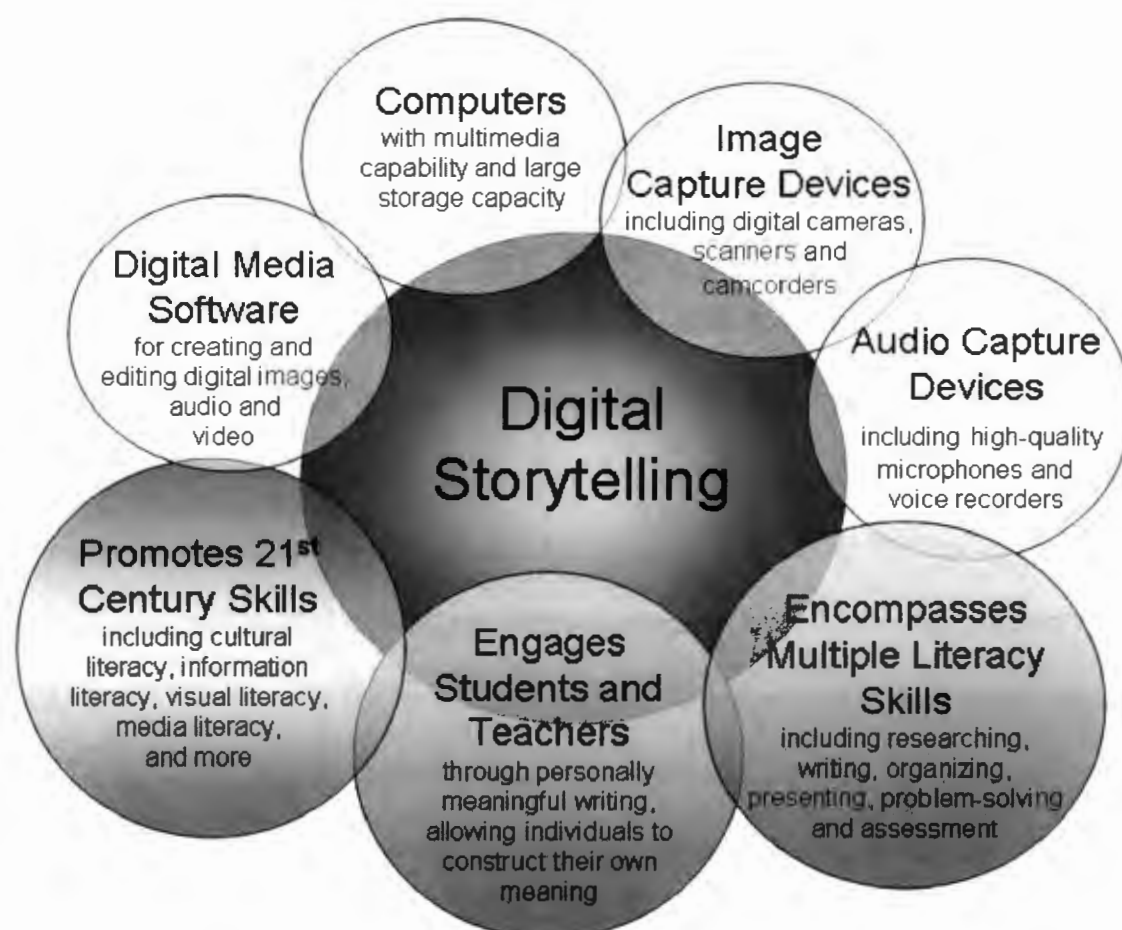 Computers
with multimedia
capability and large
storage capacity
Image
Capture Devices
including digital cameras,
scanners and
camcorders
Digital Media
Software
for creating and
editing digital images,
audio and
video
Audio Capture
Devices
including high-quality
microphones and
voice recorders
Digital
Storytelling
Promotes 21st
Century Skills
including cultural
literacy, information
literacy, visual literacy,
media literacy,
and more
Engages
Students and
Teachers
through personally
meaningful writing,
allowing individuals to
construct their own
meaning
Encompasses
Multiple Literacy
Skills
including researching,
writing, organizing,
presenting, problem-solving
and assessment